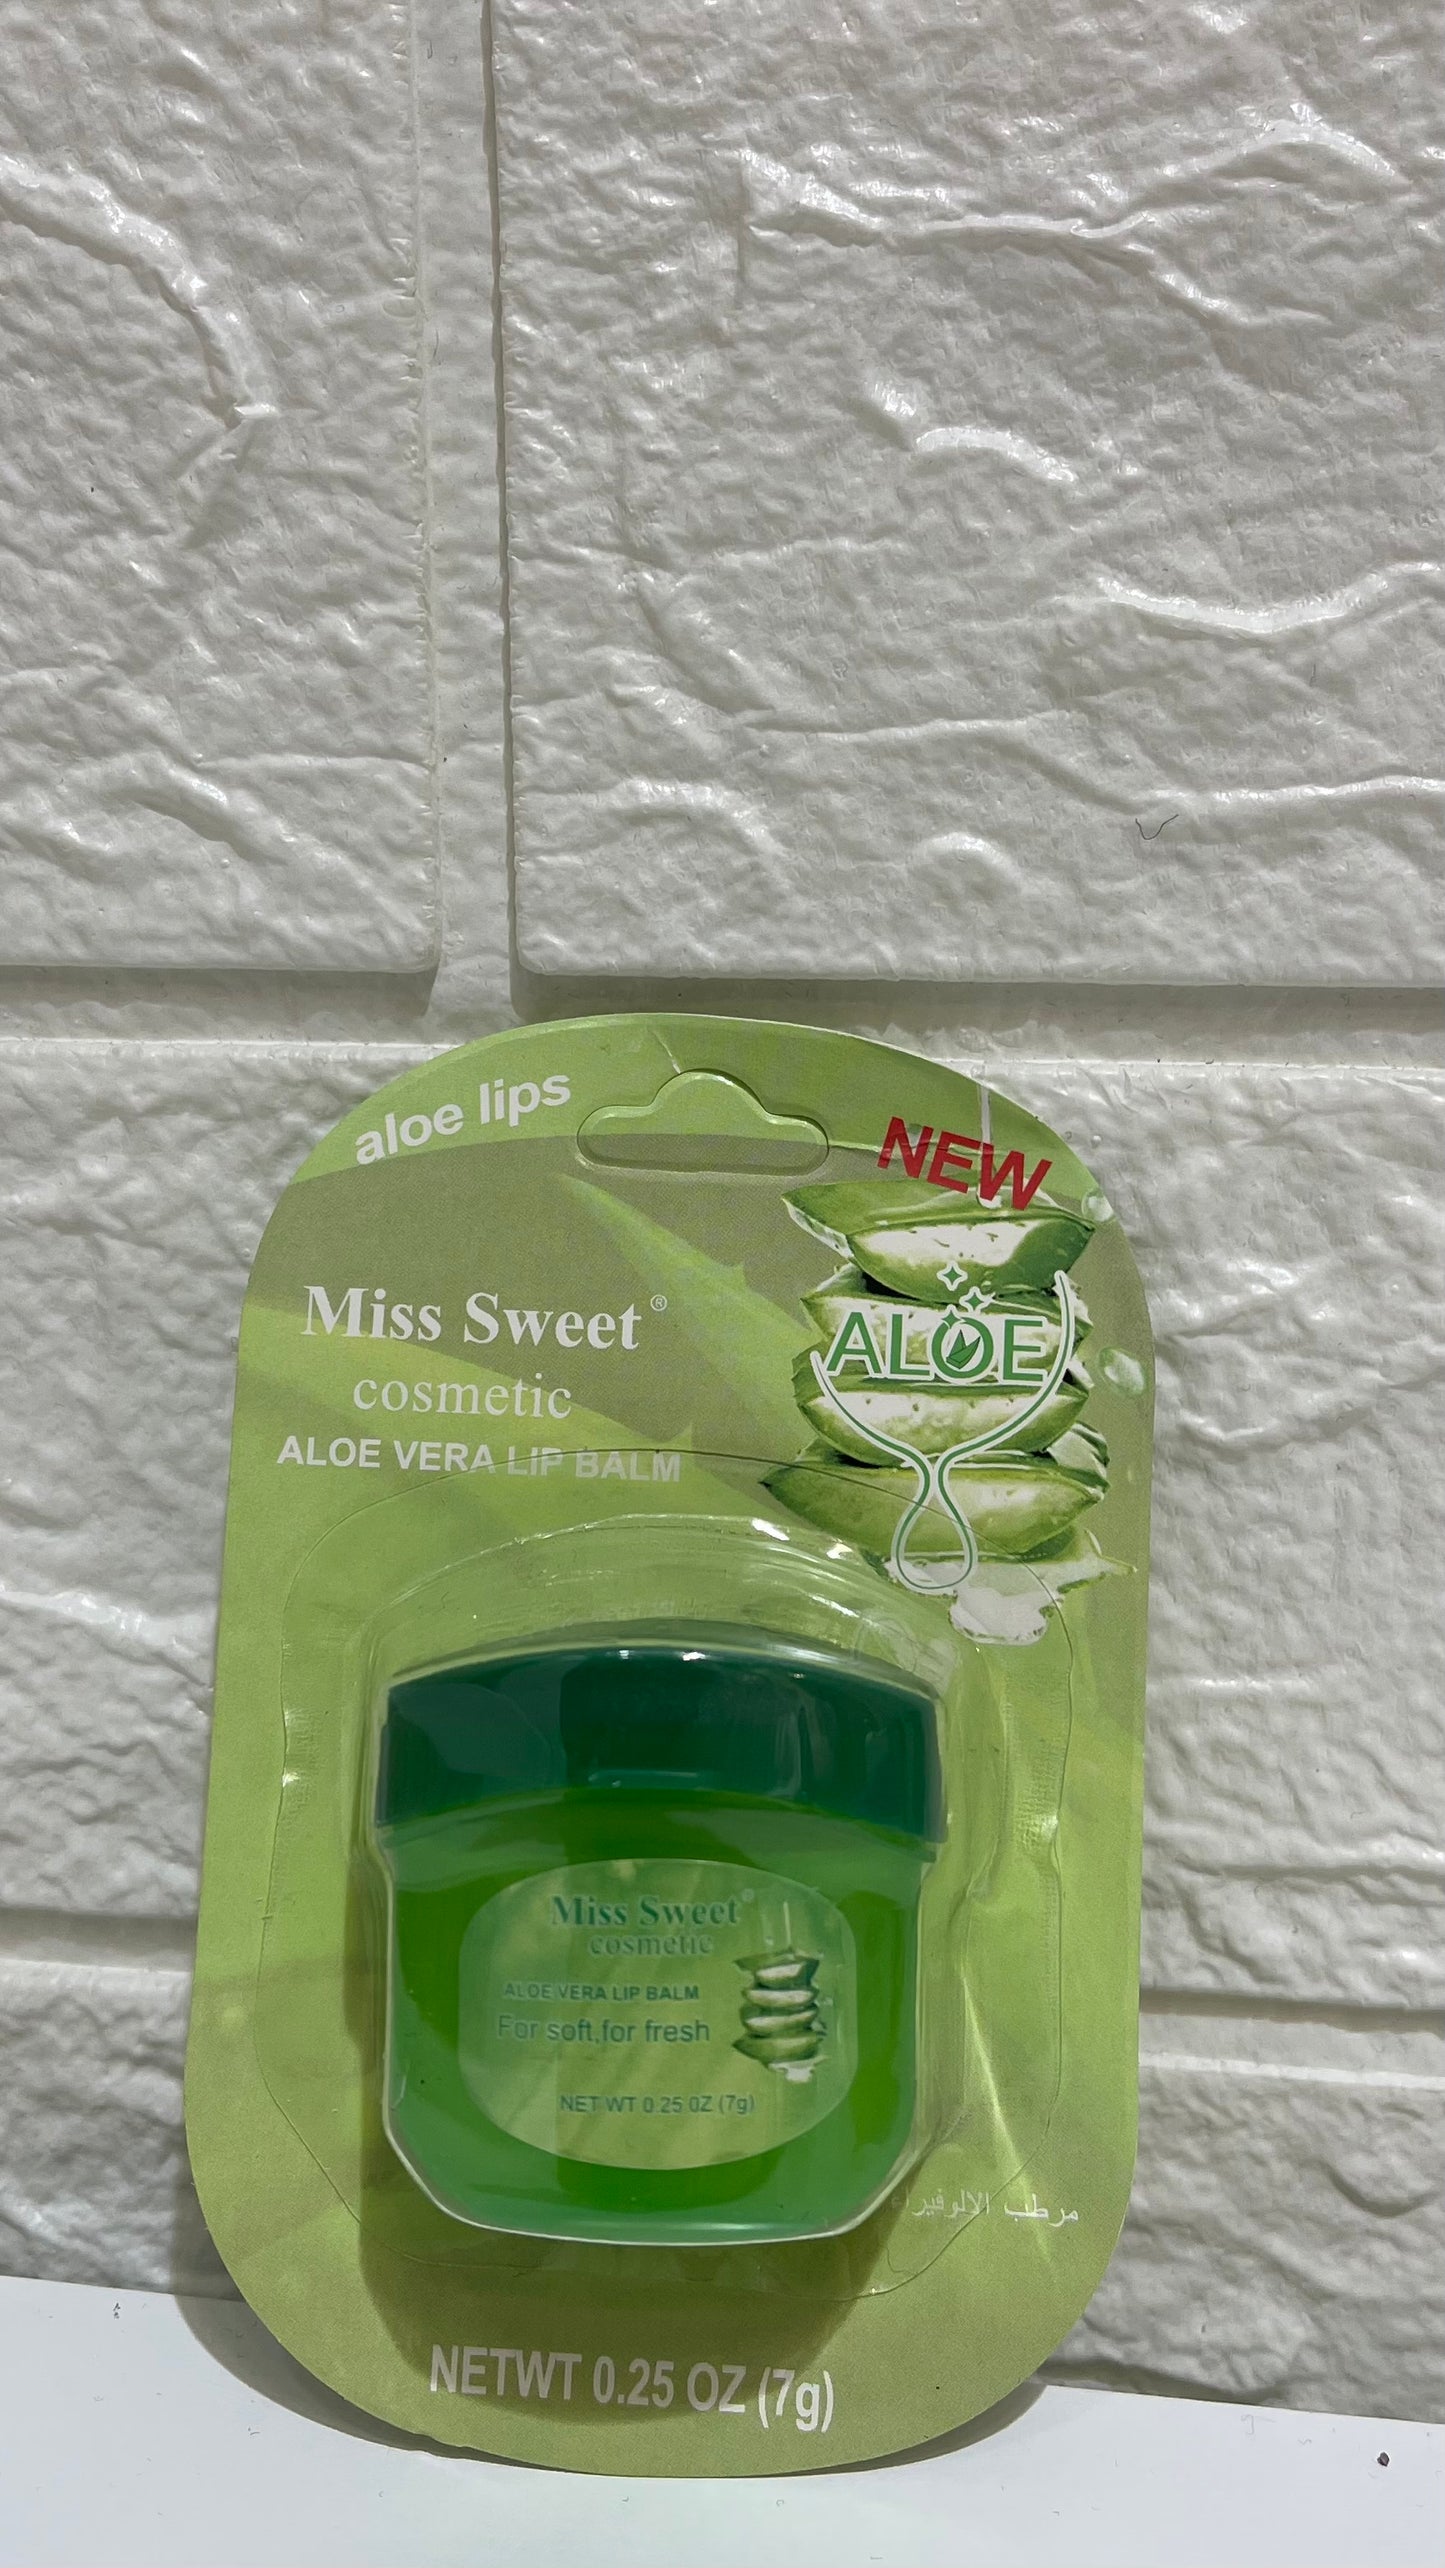 aloe lips
NEW
Miss Sweet®
cosmetic
ALOE VERA LIP BALM
ALOE
Miss Sweet®
cosmetic
ALOE VERA LIP BALM
For soft,for fresh
NET WT 0.25 OZ (7g)
مرطب الالوفيراء
NETWT 0.25 OZ (7g)